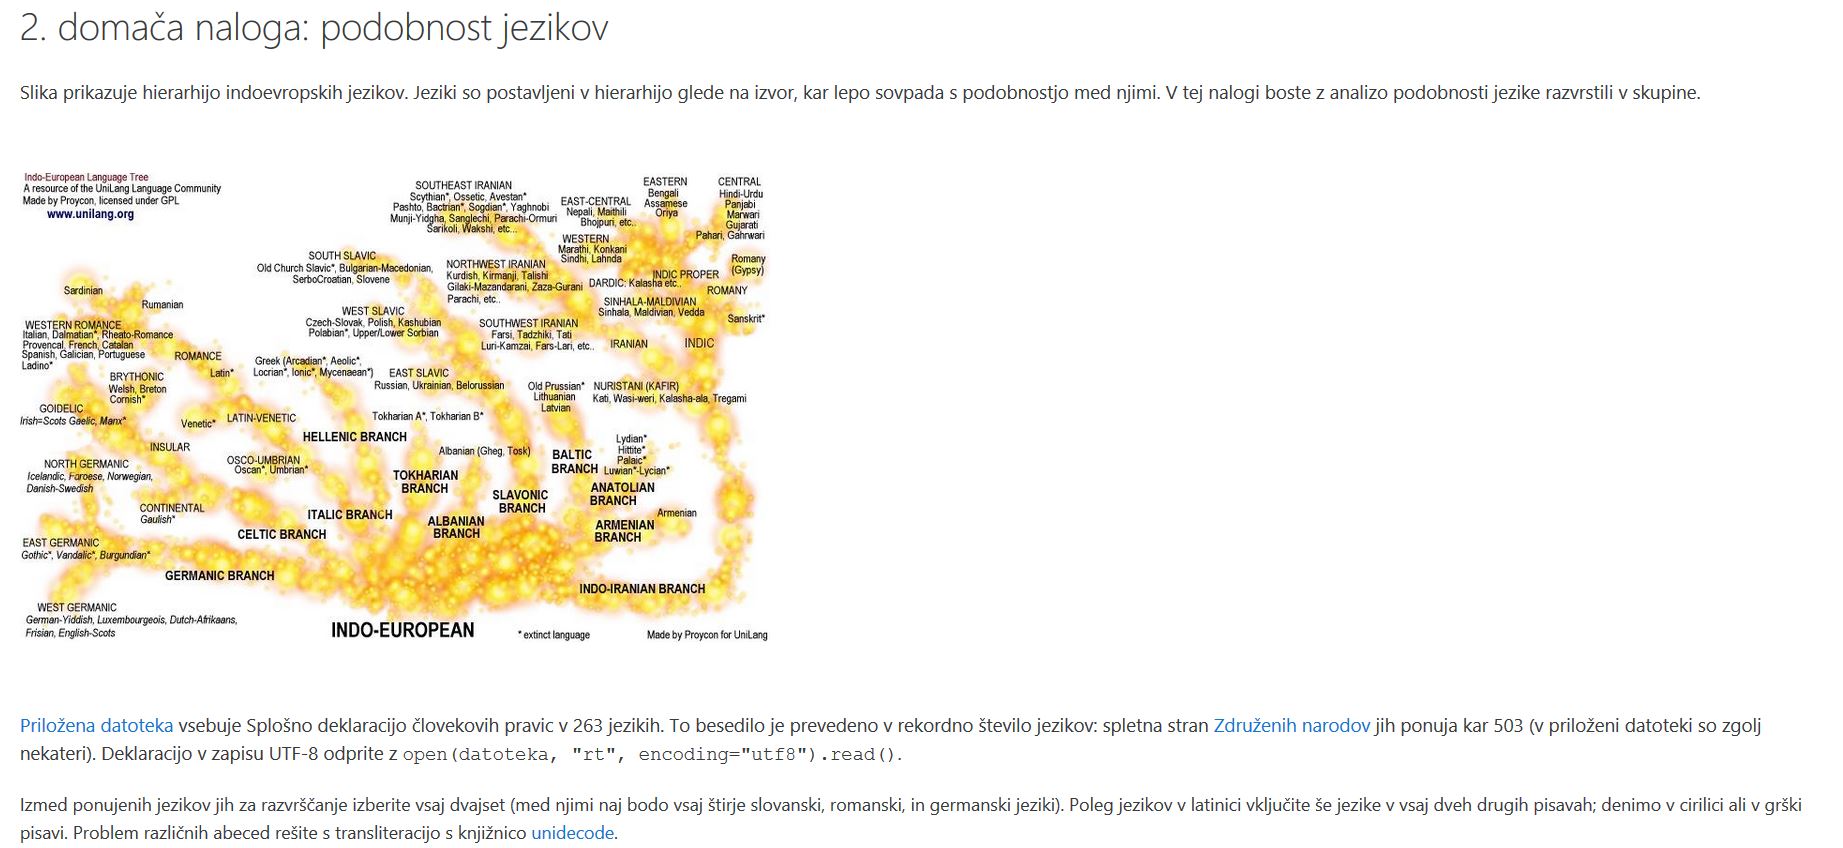 2. domača naloga: podobnost jezikov
Slika prikazuje hierarhijo indoevropskih jezikov. Jeziki so postavljeni v hierarhijo glede na izvor, kar lepo sovpada s podobnostjo med njimi. V tej nalogi boste z analizo podobnosti jezike razvrstili v skupine.
Indo-European Language Tree
A resource of the UniLang Language Community
Made by Proycon, licensed under GPL
www.unilang.org
SOUTHEAST IRANIAN
Scythian*, Ossetic, Avestan*
Pashto, Bactrian*, Sogdian*, Yaghnobi
Munji-Yidgha, Sanglechi, Parachi-Ormuri
Sarikoli, Wakshi, etc...
EAST-CENTRAL
Nepali, Maithili
Bhojpuri, etc..
EASTERN
Bengali
Assamese
Oriya
CENTRAL
Hindi-Urdu
Panjabi
Marwari
Gujarati
Pahari, Gahrwari
WESTERN
Marathi, Konkani
Sindhi, Lahnda
SOUTH SLAVIC
Old Church Slavic*, Bulgarian-Macedonian,
SerboCroatian, Slovene
NORTHWEST IRANIAN
Kurdish, Kirmanji, Talishi
Gilaki-Mazandarani, Zaza-Gurani
Parachi, etc..
Romany
(Gypsy)
INDIC PROPER
DARDIC: Kalasha etc..
ROMANY
Sardinian
Rumanian
SINHALA-MALDIVIAN
Sinhala, Maldivian, Vedda
Sanskrit*
WEST SLAVIC
Czech-Slovak, Polish, Kashubian
Polabian*, Upper/Lower Sorbian
SOUTHWEST IRANIAN
Farsi, Tadzhiki, Tati
Luri-Kamzai, Fars-Lari, etc..
IRANIAN
INDIC
WESTERN ROMANCE
Italian, Dalmatian*, Rheato-Romance
Provencal, French, Catalan
Spanish, Galician, Portuguese
Ladino*
ROMANCE
Latin*
Greek (Arcadian*, Aeolic*,
Locrian*, Ionic*, Mycenaean*)
EAST SLAVIC
Russian, Ukrainian, Belorussian
BRYTHONIC
Welsh, Breton
Cornish*
Old Prussian*
Lithuanian
Latvian
NURISTANI (KAFIR)
Kati, Wasi-weri, Kalasha-ala, Tregami
GOIDELIC
Irish=Scots Gaelic, Manx*
Venetic*
LATIN-VENETIC
Tokharian A*, Tokharian B*
HELLENIC BRANCH
INSULAR
Albanian (Gheg, Tosk)
BALTIC
BRANCH
Lydian*
Hittite*
Palaic*
Luwian*-Lycian*
NORTH GERMANIC
Icelandic, Faroese, Norwegian,
Danish-Swedish
OSCO-UMBRIAN
Oscan*, Umbrian*
TOKHARIAN
BRANCH
SLAVONIC
BRANCH
ANATOLIAN
BRANCH
CONTINENTAL
Gaulish*
ITALIC BRANCH
ALBANIAN
BRANCH
Armenian
ARMENIAN
BRANCH
CELTIC BRANCH
EAST GERMANIC
Gothic*, Vandalic*, Burgundian*
GERMANIC BRANCH
INDO-IRANIAN BRANCH
WEST GERMANIC
German-Yiddish, Luxembourgeois, Dutch-Afrikaans,
Frisian, English-Scots
INDO-EUROPEAN
* extinct language
Made by Proycon for UniLang
Priložena datoteka vsebuje Splošno deklaracijo človekovih pravic v 263 jezikih. To besedilo je prevedeno v rekordno število jezikov: spletna stran Združenih narodov jih ponuja kar 503 (v priloženi datoteki so zgolj
nekateri). Deklaracijo v zapisu UTF-8 odprite z open(datoteka, "rt", encoding="utf8").read().
Izmed ponujenih jezikov jih za razvrščanje izberite vsaj dvajset (med njimi naj bodo vsaj štirje slovanski, romanski, in germanski jeziki). Poleg jezikov v latinici vključite še jezike v vsaj dveh drugih pisavah; denimo v cirilici ali v grški
pisavi. Problem različnih abeced rešite s transliteracijo s knjižnico unidecode.